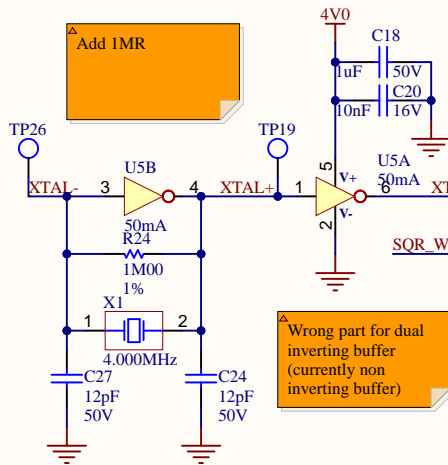 Add 1MR
4V0
C18
1uF
50V
C20
10nF
16V
TP26
TP19
U5B
XTAL-
3
4
XTAL+
50mA
1
5
V+
V-
2
U5A
6
50mA
XT
SQR_W
R24
1M00
1%
X1
1
2
4.000MHz
C27
12pF
50V
C24
12pF
50V
Wrong part for dual
inverting buffer
(currently non
inverting buffer)